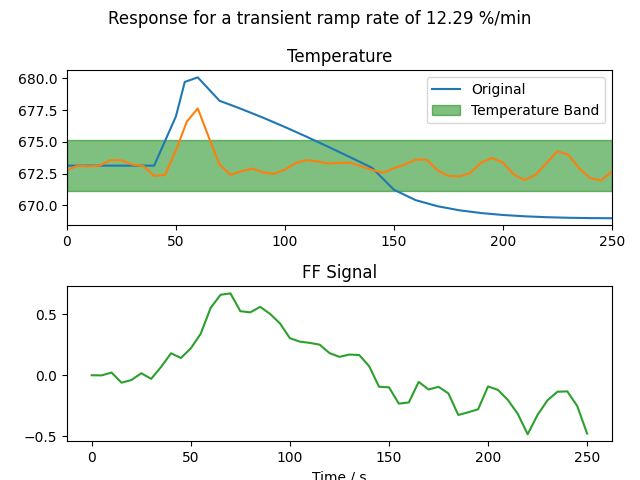 Response for a transient ramp rate of 12.29 %/min
Temperature
680.0
677.5
675.0
672.5
670.0
Original
Temperature Band
0 50 100 150 200 250
FF Signal
0.5
0.0
−0.5
0 50 100 150 200 250
Time / s